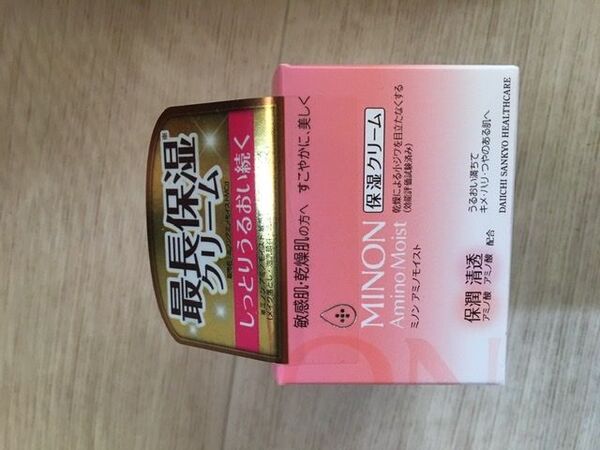 最長保湿※
クリーム
しっとりうるおい続く
敏感肌・乾燥肌の方へ すこやかに、美しく
MINON
Amino Moist
ミノン アミノモイスト
保湿クリーム
乾燥による小ジワを目立たなくする
(効能評価試験済み)
うるおい満ちて
キメ・ハリ・つやのある肌へ
保潤 清透 配合
アミノ酸 アミノ酸
DAIICHI SANKYO HEALTHCARE